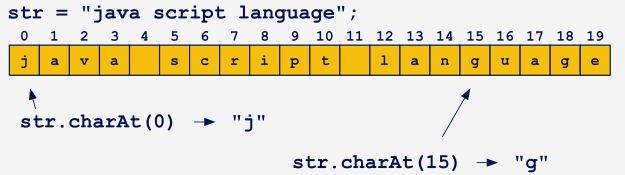 str = "java script language";
0 1 2 3 4 5 6 7 8 9 10 11 12 13 14 15 16 17 18 19
j a v a s c r i p t l a n g u a g e
str.charAt(0) → "j"
str.charAt(15) → "g"